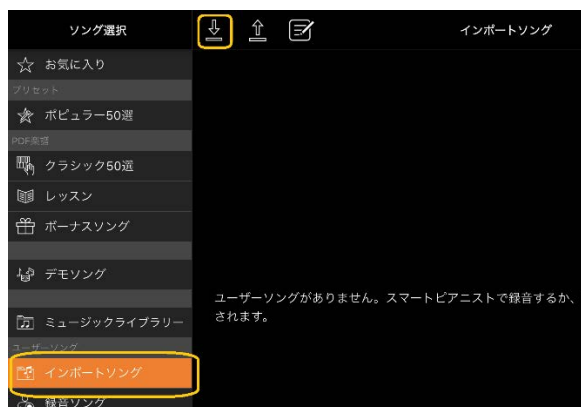 ソング選択
インポートソング
お気に入り
プリセット
ポピュラー50選
PDF楽譜
クラシック50選
レッスン
ボーナスソング
デモソング
ユーザーソングがありません。スマートピアニストで録音するか、
されます。
ミュージックライブラリー
ユーザーソング
インポートソング
録音ソング